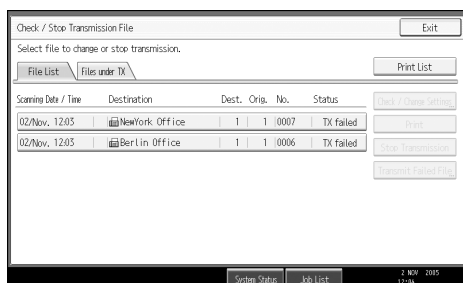 Check / Stop Transmission File
Exit
Select file to change or stop transmission.
File List
Files under TX
Print List
Scanning Date / Time Destination Dest. Orig. No. Status
Check / Change Settings
02/Nov. 12:03 NewYork Office 1 1 0007 TX failed
Print
02/Nov. 12:03 Berlin Office 1 1 0006 TX failed
Stop Transmission
Transmit Failed File
System Status
Job List
2 NOV 2005
12:04